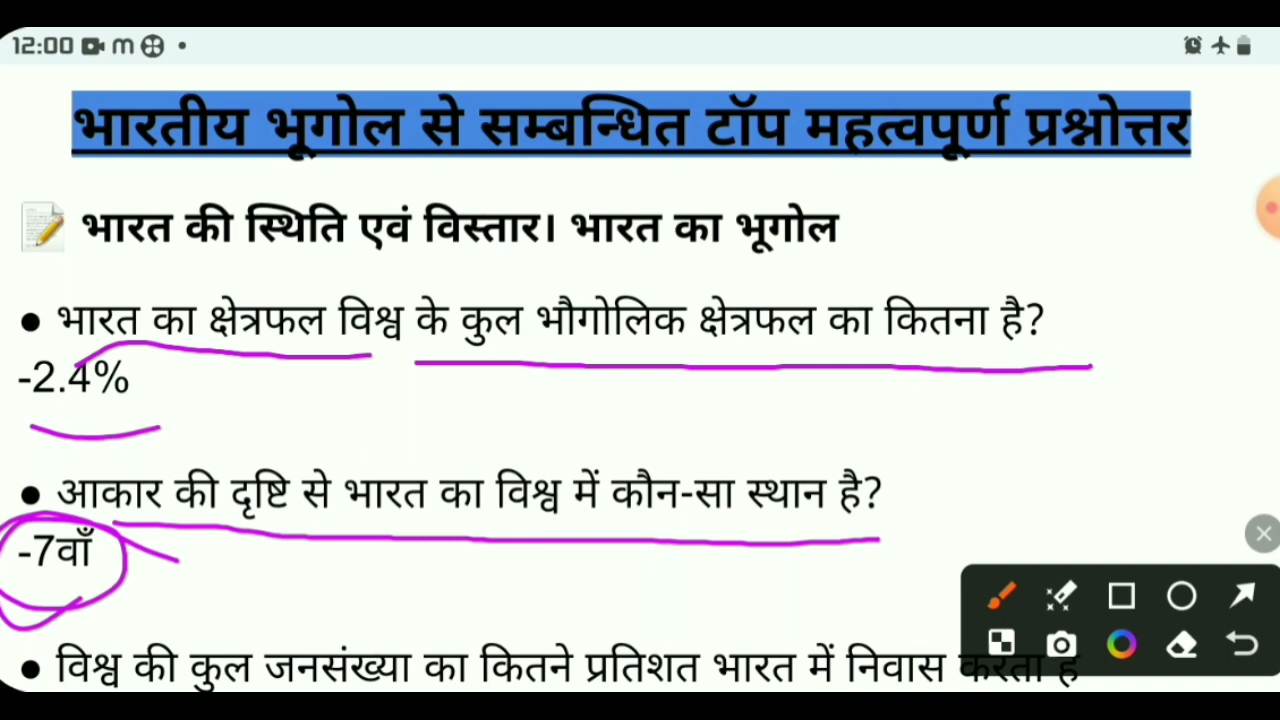 12:00
भारतीय भूगोल से सम्बन्धित टॉप महत्वपूर्ण प्रश्नोत्तर
भारत की स्थिति एवं विस्तार। भारत का भूगोल
● भारत का क्षेत्रफल विश्व के कुल भौगोलिक क्षेत्रफल का कितना है?
-2.4%
● आकार की दृष्टि से भारत का विश्व में कौन-सा स्थान है?
-7वाँ
● विश्व की कुल जनसंख्या का कितने प्रतिशत भारत में निवास करता है